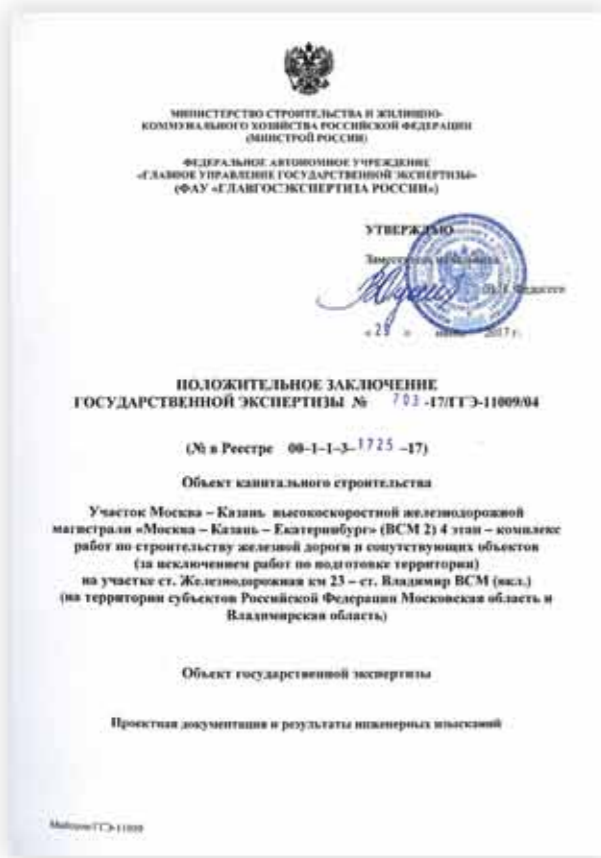 МИНИСТЕРСТВО СТРОИТЕЛЬСТВА И ЖИЛИЩНО-
КОММУНАЛЬНОГО ХОЗЯЙСТВА РОССИЙСКОЙ ФЕДЕРАЦИИ
(МИНСТРОЙ РОССИИ)
ФЕДЕРАЛЬНОЕ АВТОНОМНОЕ УЧРЕЖДЕНИЕ
«ГЛАВНОЕ УПРАВЛЕНИЕ ГОСУДАРСТВЕННОЙ ЭКСПЕРТИЗЫ»
(ФАУ «ГЛАВГОСЭКСПЕРТИЗА РОССИИ»)
УТВЕРЖДАЮ
Заместитель начальника
« 29 » 2017 г.
ПОЛОЖИТЕЛЬНОЕ ЗАКЛЮЧЕНИЕ
ГОСУДАРСТВЕННОЙ ЭКСПЕРТИЗЫ № 703 -17/ГГЭ-11009/04
(№ в Реестре 00-1-1-3-1725 -17)
Объект капитального строительства
Участок Москва – Казань высокоскоростной железнодорожной
магистрали «Москва – Казань – Екатеринбург» (ВСМ 2) 4 этап – комплекс
работ по строительству железной дороги и сопутствующих объектов
(за исключением работ по подготовке территории)
на участке ст. Железнодорожная км 23 – ст. Владимир ВСМ (вкл.)
(на территории субъектов Российской Федерации Московская область и
Владимирская область)
Объект государственной экспертизы
Проектная документация и результаты инженерных изысканий